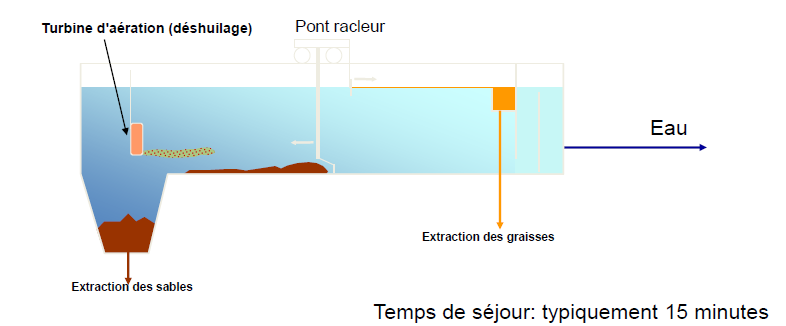 Turbine d'aération (déshuilage)
Pont racleur
Eau
Extraction des graisses
Extraction des sables
Temps de séjour: typiquement 15 minutes